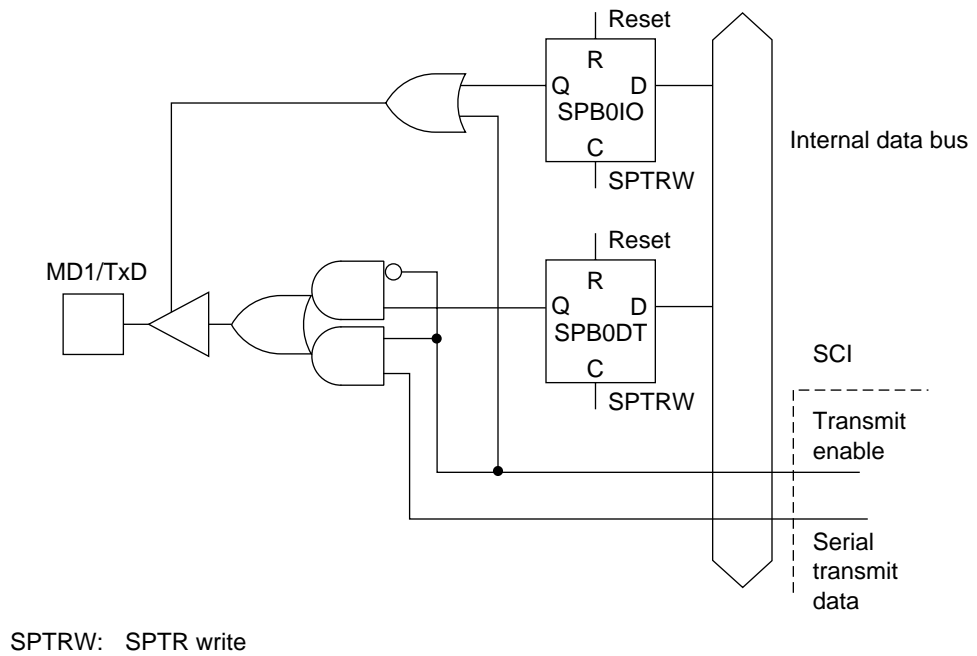 Reset
R
Q D
SPB0IO
C
SPTRW
Internal data bus
Reset
MD1/TxD
R
Q D
SPB0DT
C
SPTRW
SCI
Transmit
enable
Serial
transmit
data
SPTRW: SPTR write